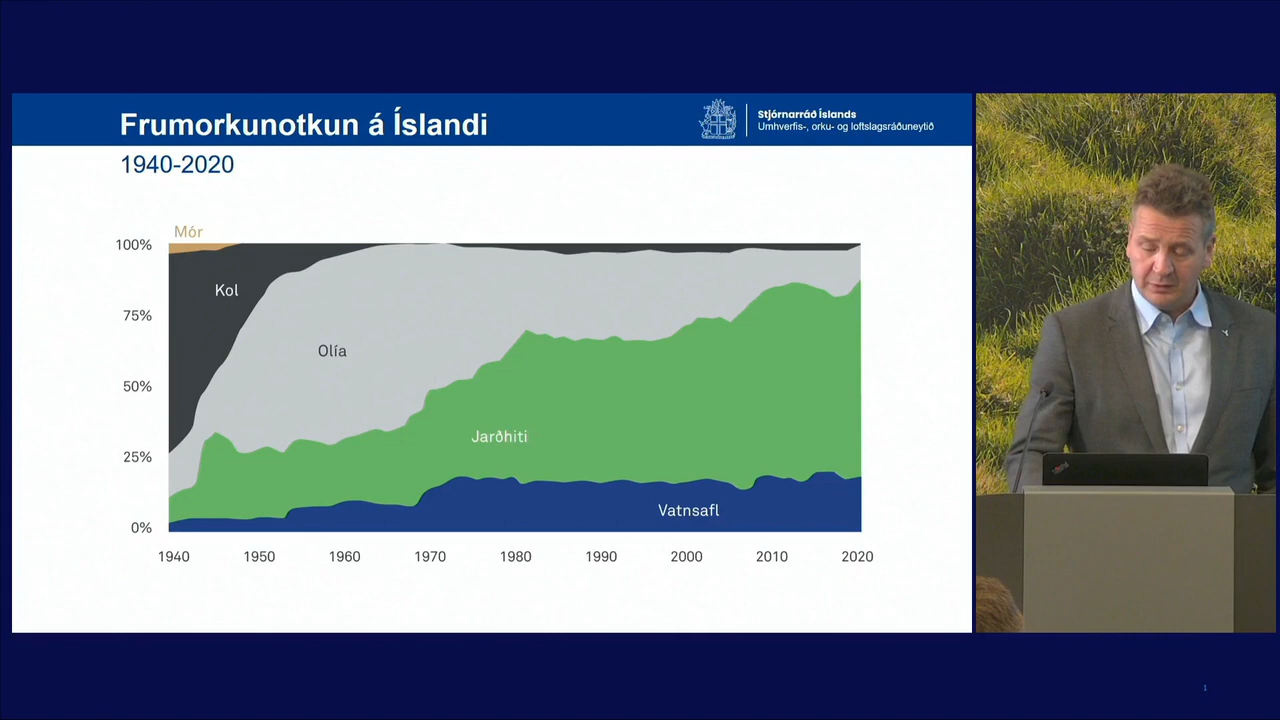 Frumorkunotkun á Íslandi
Stjórnarráð Íslands
Umhverfis-, orku- og loftslagsráðuneytið
1940-2020
Mór
100%
Kol
75%
Olía
50%
Jarðhiti
25%
Vatnsafl
0%
1940 1950 1960 1970 1980 1990 2000 2010 2020
1